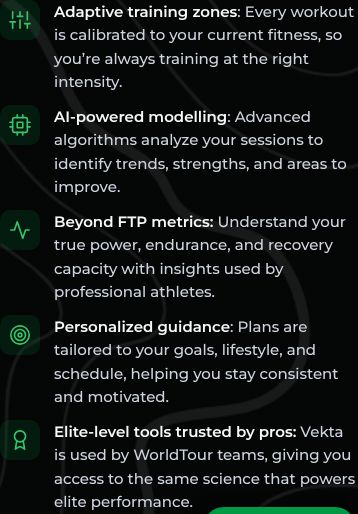 Adaptive training zones: Every workout
is calibrated to your current fitness, so
you’re always training at the right
intensity.
AI-powered modelling: Advanced
algorithms analyze your sessions to
identify trends, strengths, and areas to
improve.
Beyond FTP metrics: Understand your
true power, endurance, and recovery
capacity with insights used by
professional athletes.
Personalized guidance: Plans are
tailored to your goals, lifestyle, and
schedule, helping you stay consistent
and motivated.
Elite-level tools trusted by pros: Vekta
is used by WorldTour teams, giving you
access to the same science that powers
elite performance.